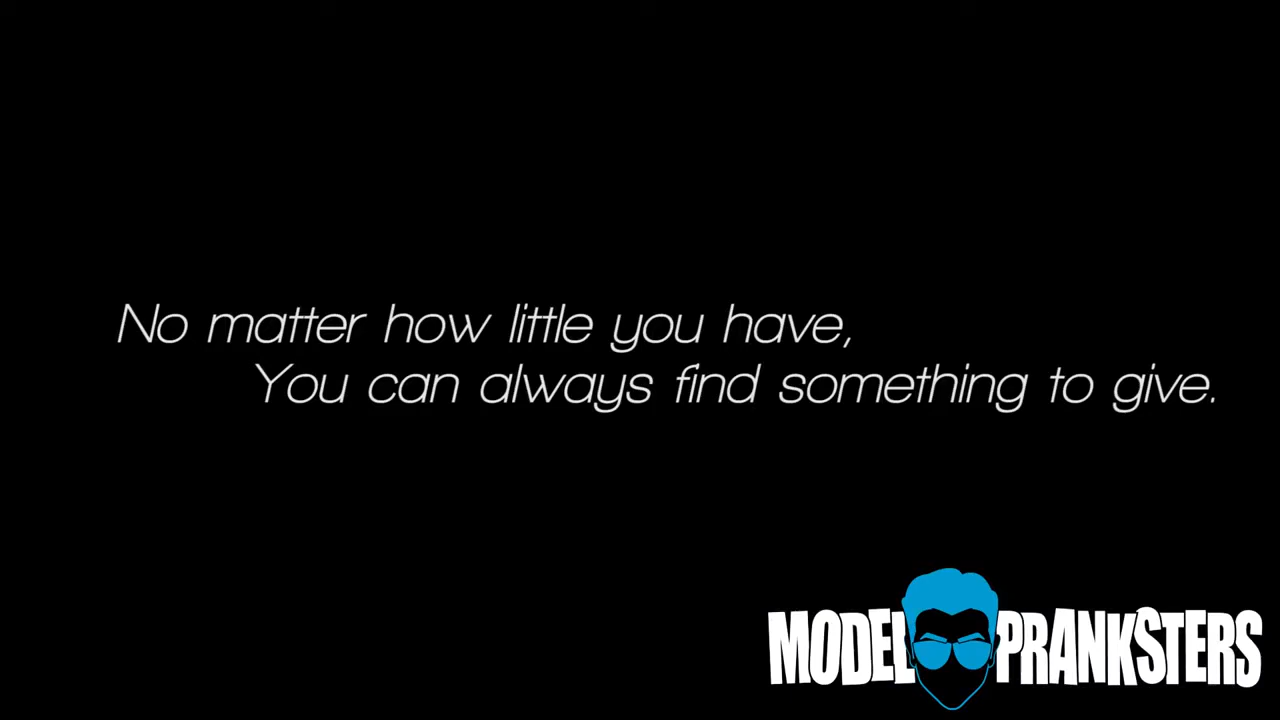 No matter how little you have,
You can always find something to give.
MODEL PRANKSTERS